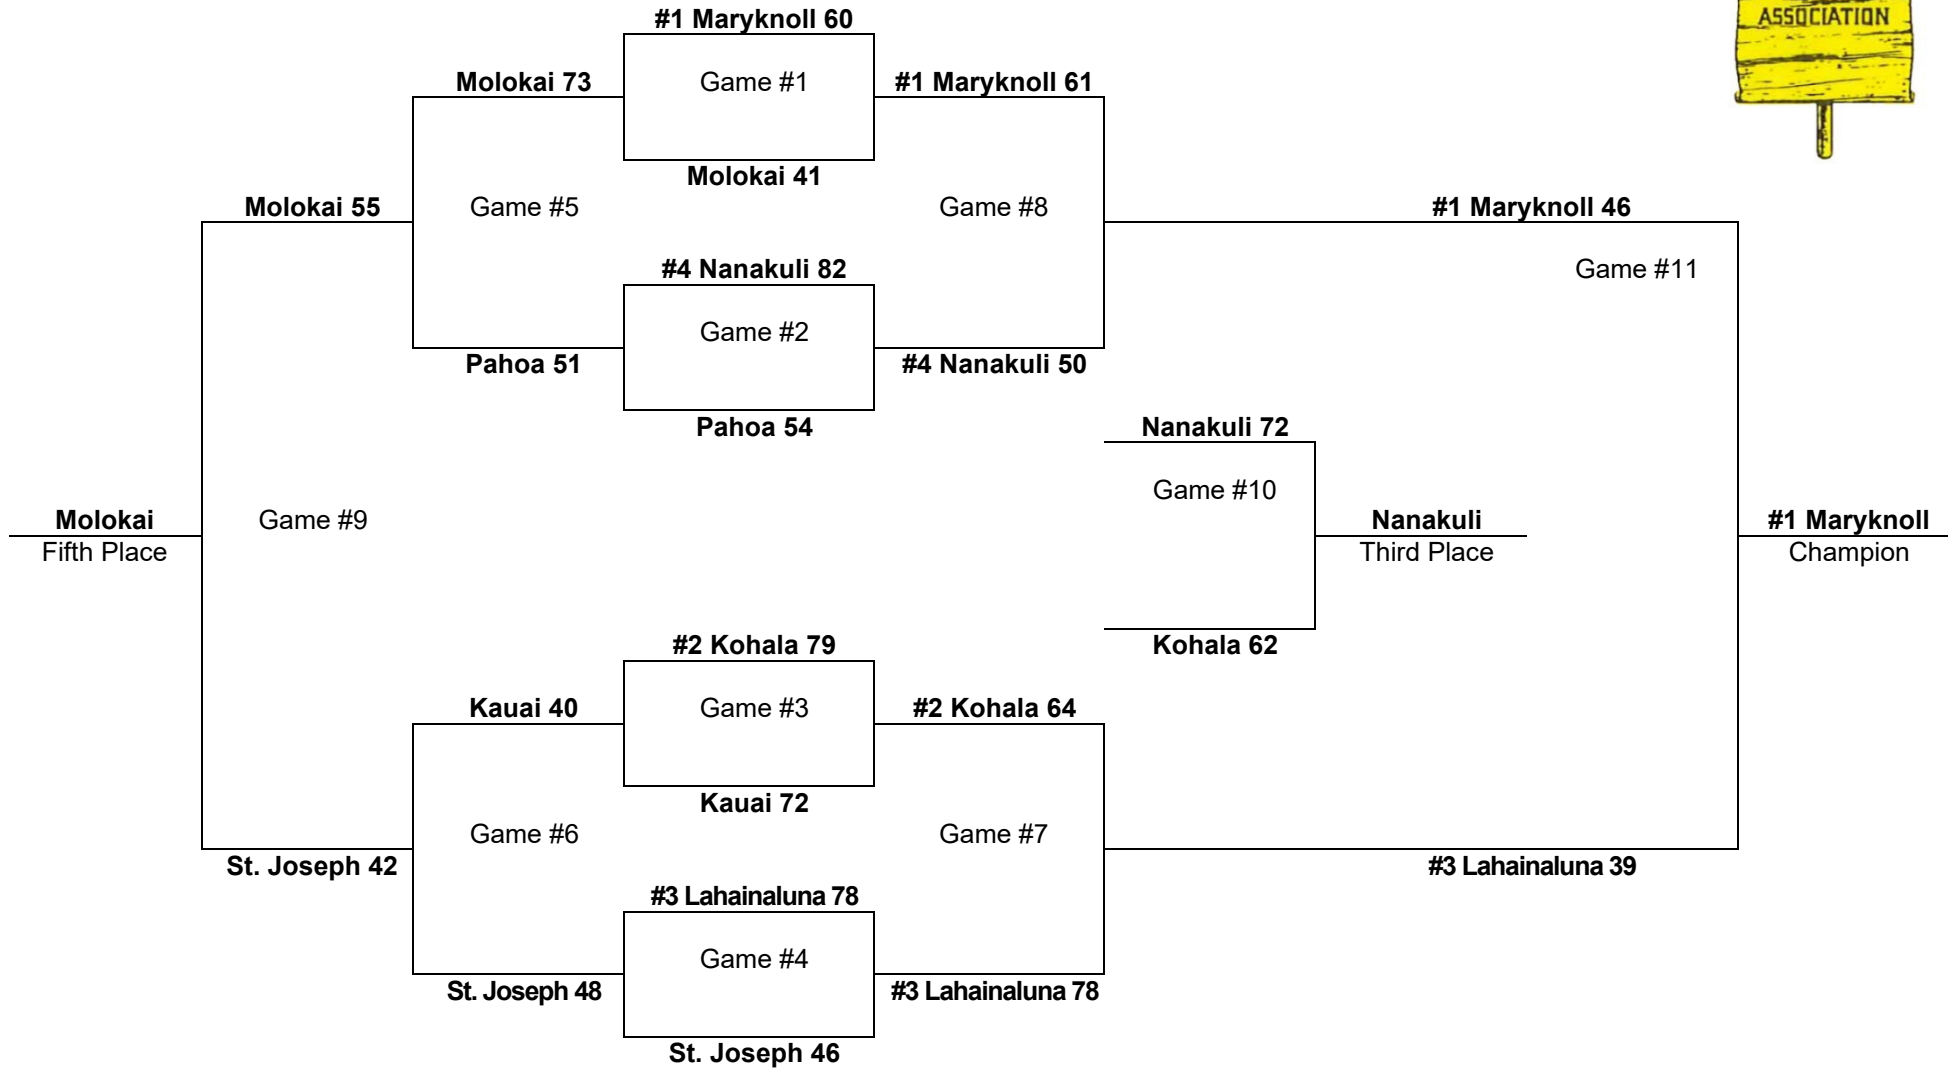 ASSOCIATION
#1 Maryknoll 60
Molokai 73
Game #1
#1 Maryknoll 61
Molokai 41
Molokai 55
Game #5
Game #8
#1 Maryknoll 46
#4 Nanakuli 82
Game #11
Game #2
Pahoa 51
#4 Nanakuli 50
Pahoa 54
Nanakuli 72
Game #10
Molokai
Fifth Place
Game #9
Nanakuli
Third Place
#1 Maryknoll
Champion
#2 Kohala 79
Kohala 62
Kauai 40
Game #3
#2 Kohala 64
Kauai 72
Game #6
Game #7
St. Joseph 42
#3 Lahainaluna 39
#3 Lahainaluna 78
Game #4
St. Joseph 48
#3 Lahainaluna 78
St. Joseph 46